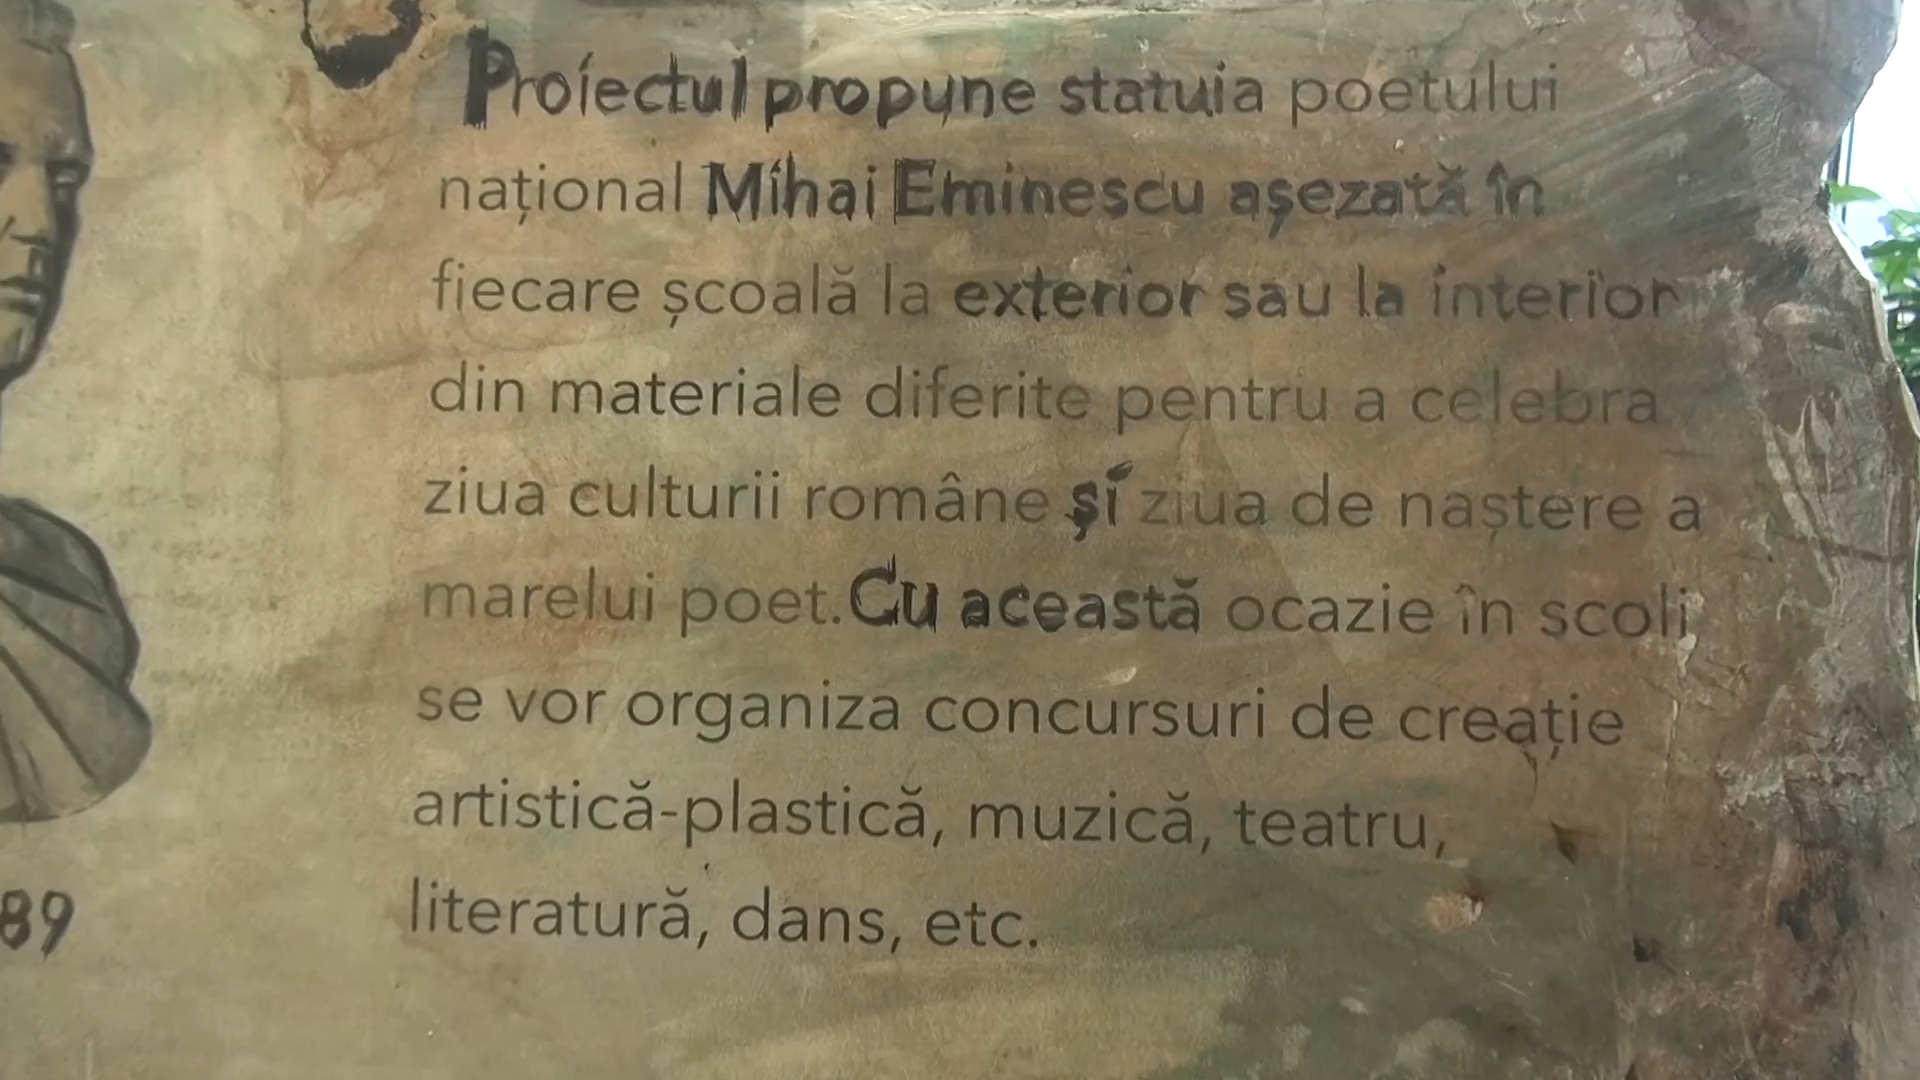 Proiectul propune statuia poetului
național Mihai Eminescu așezată în
fiecare școală la exterior sau la interior
din materiale diferite pentru a celebra
ziua culturii române și ziua de naștere a
marelui poet. Cu această ocazie în scoli
se vor organiza concursuri de creație
artistică-plastică, muzică, teatru,
literatură, dans, etc.
89